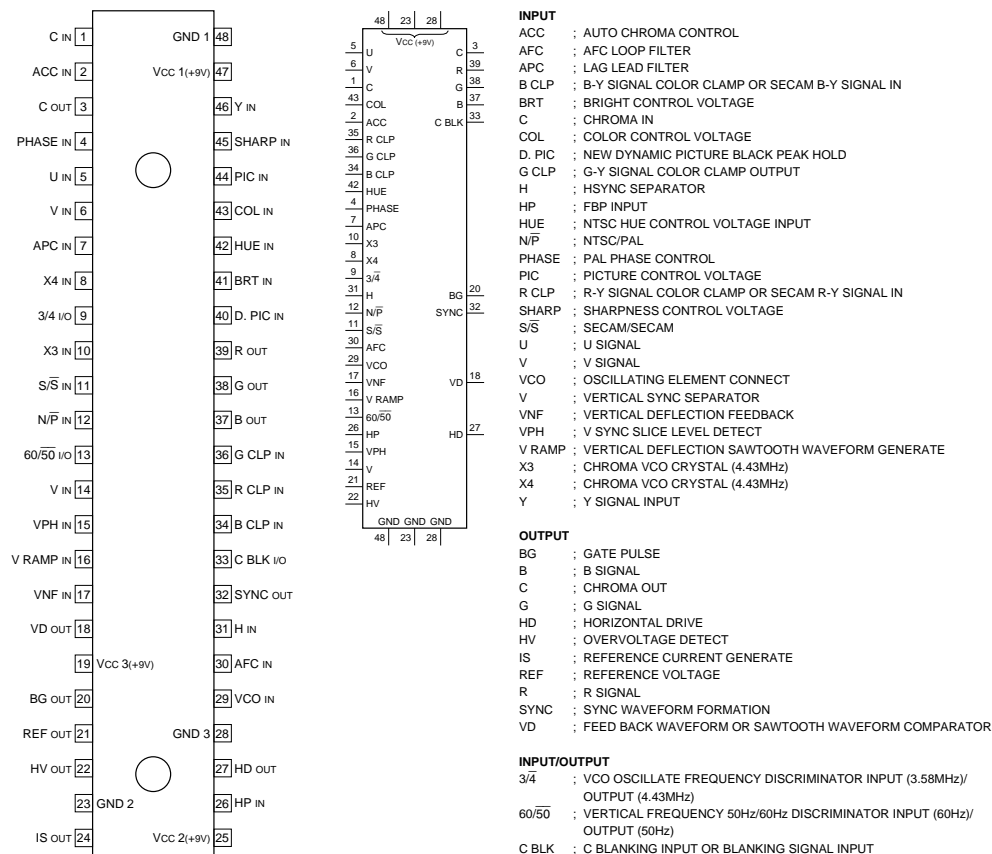 C IN 1
ACC IN 2
C OUT 3
PHASE IN 4
U IN 5
V IN 6
APC IN 7
X4 IN 8
3/4 I/O 9
X3 IN 10
S/S̅ IN 11
N/P̅ IN 12
60/5̅0̅ I/O 13
V IN 14
VPH IN 15
V RAMP IN 16
VNF IN 17
VD OUT 18
19 VCC 3(+9V)
BG OUT 20
REF OUT 21
HV OUT 22
23 GND 2
IS OUT 24
GND 1 48
VCC 1(+9V) 47
46 Y IN
45 SHARP IN
44 PIC IN
43 COL IN
42 HUE IN
41 BRT IN
40 D. PIC IN
39 R OUT
38 G OUT
37 B OUT
36 G CLP IN
35 R CLP IN
34 B CLP IN
33 C BLK I/O
32 SYNC OUT
31 H IN
30 AFC IN
29 VCO IN
GND 3 28
27 HD OUT
26 HP IN
VCC 2(+9V) 25
48 23 28
VCC (+9V)
5 U
6 V
1 C
43 COL
2 ACC
35 R CLP
36 G CLP
34 B CLP
42 HUE
4 PHASE
7 APC
10 X3
8 X4
9 3/4̅
31 H
12 N/P̅
11 S/S̅
30 AFC
29 VCO
17 VNF
16 V RAMP
13 60/5̅0̅
26 HP
15 VPH
14 V
21 REF
22 HV
C 3
R 39
G 38
B 37
C BLK 33
BG 20
SYNC 32
VD 18
HD 27
GND GND GND
48 23 28
INPUT
ACC ; AUTO CHROMA CONTROL
AFC ; AFC LOOP FILTER
APC ; LAG LEAD FILTER
B CLP ; B-Y SIGNAL COLOR CLAMP OR SECAM B-Y SIGNAL IN
BRT ; BRIGHT CONTROL VOLTAGE
C ; CHROMA IN
COL ; COLOR CONTROL VOLTAGE
D. PIC ; NEW DYNAMIC PICTURE BLACK PEAK HOLD
G CLP ; G-Y SIGNAL COLOR CLAMP OUTPUT
H ; HSYNC SEPARATOR
HP ; FBP INPUT
HUE ; NTSC HUE CONTROL VOLTAGE INPUT
N/P̅ ; NTSC/PAL
PHASE ; PAL PHASE CONTROL
PIC ; PICTURE CONTROL VOLTAGE
R CLP ; R-Y SIGNAL COLOR CLAMP OR SECAM R-Y SIGNAL IN
SHARP ; SHARPNESS CONTROL VOLTAGE
S/S̅ ; SECAM/SECAM
U ; U SIGNAL
V ; V SIGNAL
VCO ; OSCILLATING ELEMENT CONNECT
V ; VERTICAL SYNC SEPARATOR
VNF ; VERTICAL DEFLECTION FEEDBACK
VPH ; V SYNC SLICE LEVEL DETECT
V RAMP ; VERTICAL DEFLECTION SAWTOOTH WAVEFORM GENERATE
X3 ; CHROMA VCO CRYSTAL (4.43MHz)
X4 ; CHROMA VCO CRYSTAL (4.43MHz)
Y ; Y SIGNAL INPUT
OUTPUT
BG ; GATE PULSE
B ; B SIGNAL
C ; CHROMA OUT
G ; G SIGNAL
HD ; HORIZONTAL DRIVE
HV ; OVERVOLTAGE DETECT
IS ; REFERENCE CURRENT GENERATE
REF ; REFERENCE VOLTAGE
R ; R SIGNAL
SYNC ; SYNC WAVEFORM FORMATION
VD ; FEED BACK WAVEFORM OR SAWTOOTH WAVEFORM COMPARATOR
INPUT/OUTPUT
3/4̅ ; VCO OSCILLATE FREQUENCY DISCRIMINATOR INPUT (3.58MHz)/
OUTPUT (4.43MHz)
60/5̅0̅ ; VERTICAL FREQUENCY 50Hz/60Hz DISCRIMINATOR INPUT (60Hz)/
OUTPUT (50Hz)
C BLK ; C BLANKING INPUT OR BLANKING SIGNAL INPUT